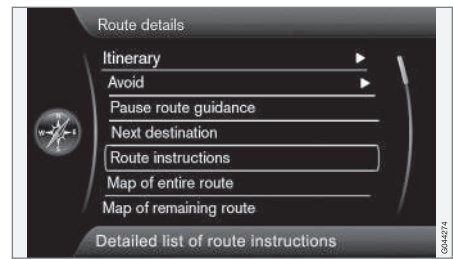 Route details
Itinerary
Avoid
Pause route guidance
Next destination
Route instructions
Map of entire route
Map of remaining route
Detailed list of route instructions
N
W
E
S
G044274